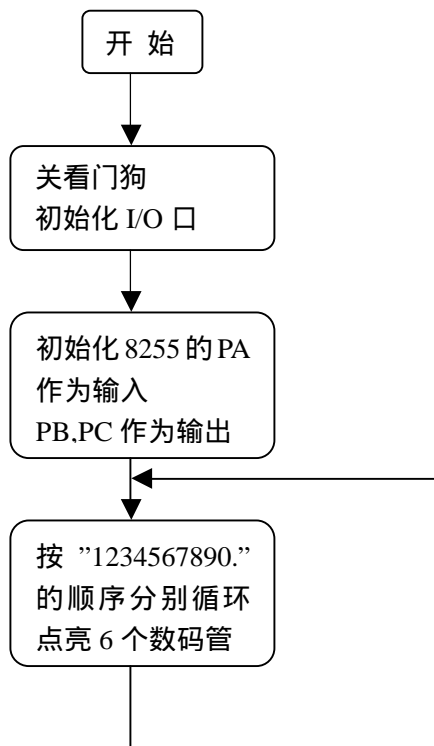 开 始
关看门狗
初始化 I/O 口
初始化 8255 的 PA
作为输入
PB,PC 作为输出
按 ”1234567890.”
的顺序分别循环
点亮 6 个数码管